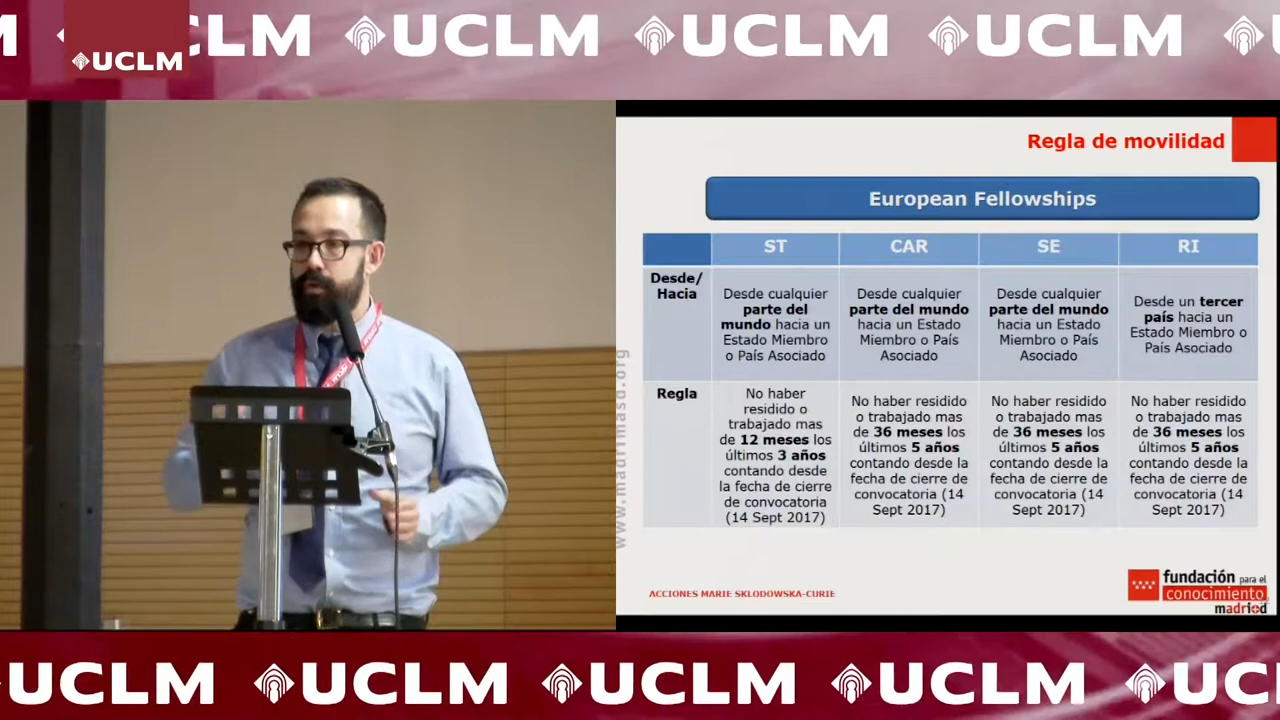 UCLM UCLM UCLM UCLM
UCLM
Regla de movilidad
European Fellowships
ST CAR SE RI
Desde/
Hacia
Desde cualquier
parte del
mundo hacia un
Estado Miembro
o País Asociado
Desde cualquier
parte del mundo
hacia un Estado
Miembro o País
Asociado
Desde cualquier
parte del mundo
hacia un Estado
Miembro o País
Asociado
Desde un tercer
país hacia un
Estado Miembro o
País Asociado
Regla
No haber
residido o
trabajado mas
de 12 meses los
últimos 3 años
contando desde
la fecha de cierre
de convocatoria
(14 Sept 2017)
No haber residido
o trabajado mas
de 36 meses los
últimos 5 años
contando desde la
fecha de cierre de
convocatoria (14
Sept 2017)
No haber residido
o trabajado mas
de 36 meses los
últimos 5 años
contando desde la
fecha de cierre de
convocatoria (14
Sept 2017)
No haber residido
o trabajado mas
de 36 meses los
últimos 5 años
contando desde la
fecha de cierre de
convocatoria (14
Sept 2017)
www.madrimasd.org
ACCIONES MARIE SKLODOWSKA-CURIE
fundación para el
conocimiento
madri+d
UCLM UCLM UCLM UCLM UC